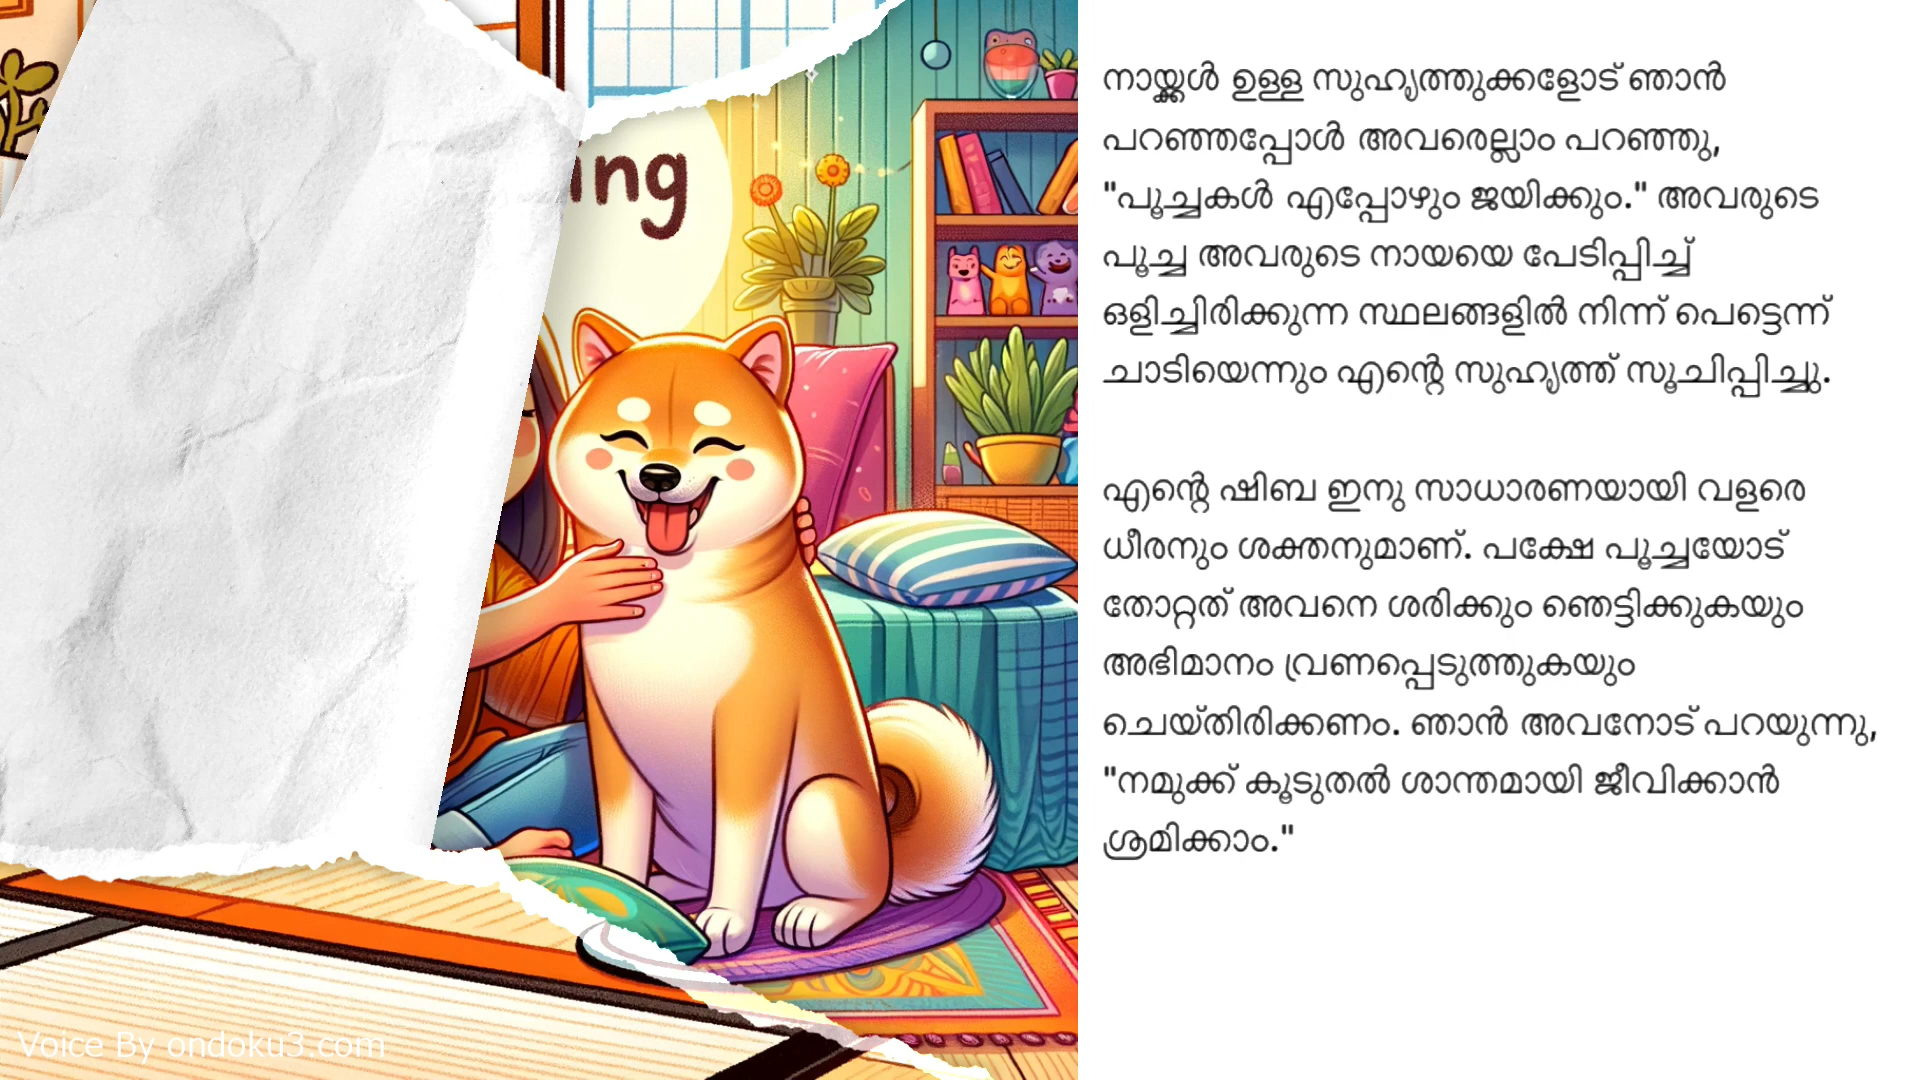 ing
നായ്ക്കൾ ഉള്ള സുഹൃത്തുക്കളോട് ഞാൻ
പറഞ്ഞപ്പോൾ അവരെല്ലാം പറഞ്ഞു,
"പൂച്ചകൾ എപ്പോഴും ജയിക്കും." അവരുടെ
പൂച്ച അവരുടെ നായയെ പേടിപ്പിച്ച്
ഒളിച്ചിരിക്കുന്ന സ്ഥലങ്ങളിൽ നിന്ന് പെട്ടെന്ന്
ചാടിയെന്നും എന്റെ സുഹൃത്ത് സൂചിപ്പിച്ചു.
എന്റെ ഷിബ ഇനു സാധാരണയായി വളരെ
ധീരനും ശക്തനുമാണ്. പക്ഷേ പൂച്ചയോട്
തോറ്റത് അവനെ ശരിക്കും ഞെട്ടിക്കുകയും
അഭിമാനം വ്രണപ്പെടുത്തുകയും
ചെയ്തിരിക്കണം. ഞാൻ അവനോട് പറയുന്നു,
"നമുക്ക് കൂടുതൽ ശാന്തമായി ജീവിക്കാൻ
ശ്രമിക്കാം."
Voice By ondoku3.com